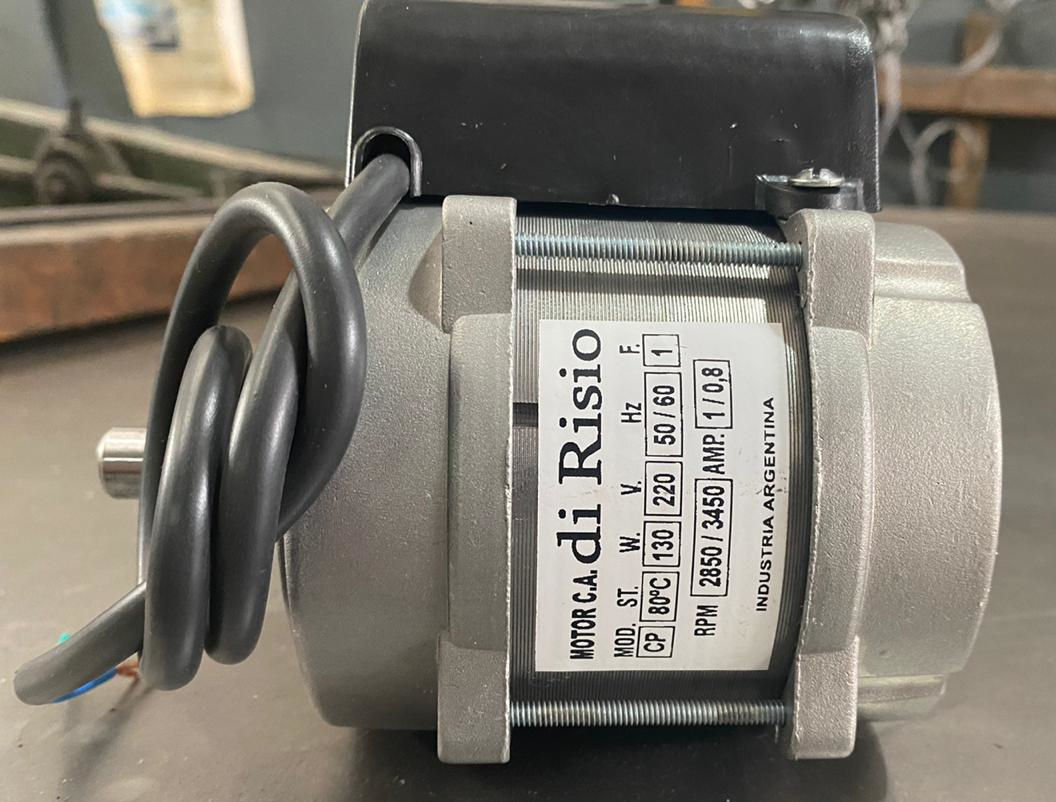 MOTOR C.A. di Risio
MOD. ST. W. V. Hz F.
CP 80ºC 130 220 50 / 60 1
RPM 2850 / 3450 AMP. 1 / 0,8
INDUSTRIA ARGENTINA